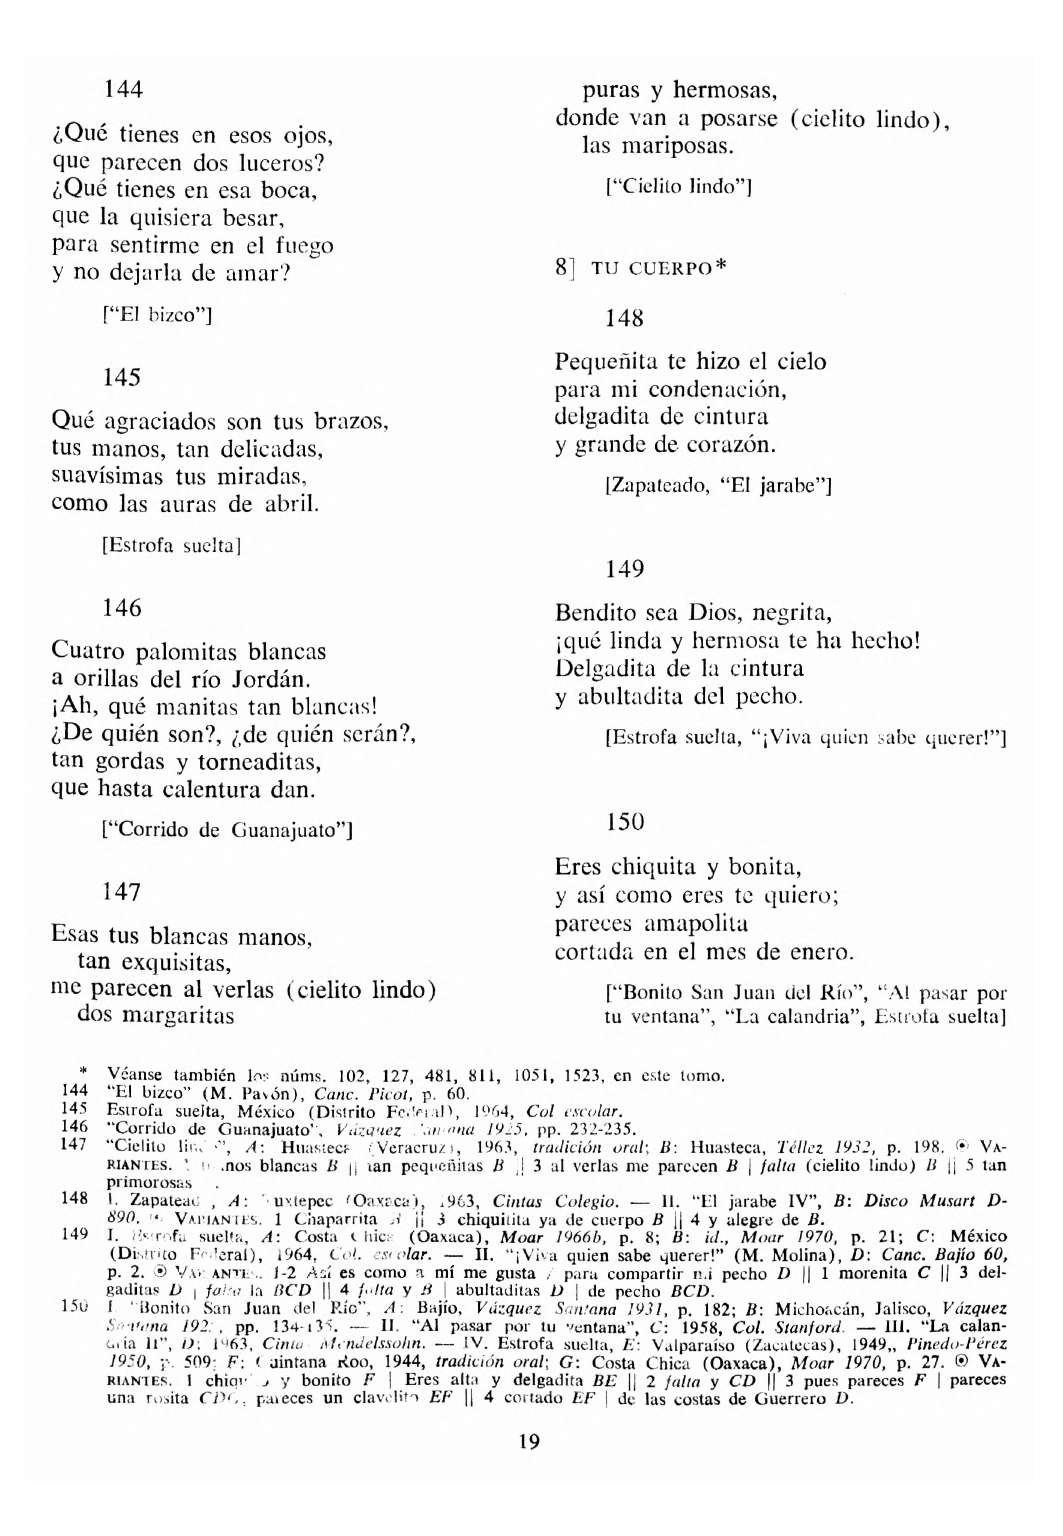 144
¿Qué tienes en esos ojos,
que parecen dos luceros?
¿Qué tienes en esa boca,
que la quisiera besar,
para sentirme en el fuego
y no dejarla de amar?
[“El bizco”]
145
Qué agraciados son tus brazos,
tus manos, tan delicadas,
suavísimas tus miradas,
como las auras de abril.
[Estrofa suelta]
146
Cuatro palomitas blancas
a orillas del río Jordán.
¡Ah, qué manitas tan blancas!
¿De quién son?, ¿de quién serán?,
tan gordas y torneaditas,
que hasta calentura dan.
[“Corrido de Guanajuato”]
147
Esas tus blancas manos,
tan exquisitas,
me parecen al verlas (cielito lindo)
dos margaritas
puras y hermosas,
donde van a posarse (cielito lindo),
las mariposas.
[“Cielito lindo”]
8] TU CUERPO*
148
Pequeñita te hizo el cielo
para mi condenación,
delgadita de cintura
y grande de corazón.
[Zapateado, “El jarabe”]
149
Bendito sea Dios, negrita,
¡qué linda y hermosa te ha hecho!
Delgadita de la cintura
y abultadita del pecho.
[Estrofa suelta, “¡Viva quien sabe querer!”]
150
Eres chiquita y bonita,
y así como eres te quiero;
pareces amapolita
cortada en el mes de enero.
[“Bonito San Juan del Río”, “Al pasar por
tu ventana”, “La calandria”, Estrofa suelta]
* Véanse también los núms. 102, 127, 481, 811, 1051, 1523, en este tomo.
144 “El bizco” (M. Pavón), Canc. Picot, p. 60.
145 Estrofa suelta, México (Distrito Federal), 1964, Col escolar.
146 “Corrido de Guanajuato”, Vázquez Santana 1925, pp. 232-235.
147 “Cielito lindo”, A: Huasteca (Veracruz), 1963, tradición oral; B: Huasteca, Téllez 1932, p. 198. ⦿ VA-
RIANTES. manos blancas B || tan pequeñitas B || 3 al verlas me parecen B | falta (cielito lindo) B || 5 tan
primorosas
148 I. Zapateado, A: Tuxtepec (Oaxaca), 1963, Cintas Colegio. — II. “El jarabe IV”, B: Disco Musart D-
890. VARIANTES. 1 Chaparrita A || 3 chiquitita ya de cuerpo B || 4 y alegre de B.
149 I. Estrofa suelta, A: Costa Chica (Oaxaca), Moar 1966b, p. 8; B: id., Moar 1970, p. 21; C: México
(Distrito Federal), 1964, Col. escolar. — II. “¡Viva quien sabe querer!” (M. Molina), D: Canc. Bajío 60,
p. 2. ⦿ VARIANTES. 1-2 Así es como a mí me gusta / para compartir mi pecho D || 1 morenita C || 3 del-
gaditas D | falta la BCD || 4 falta y B | abultaditas D | de pecho BCD.
150 I “Bonito San Juan del Río”, A: Bajío, Vázquez Santana 1931, p. 182; B: Michoacán, Jalisco, Vázquez
Santana 192, pp. 134-135. — II. “Al pasar por tu ventana”, C: 1958, Col. Stanford. — III. “La calan-
dria II”, D: 1963, Cinta Mendelssohn. — IV. Estrofa suelta, E: Valparaíso (Zacatecas), 1949,, Pinedo-Pérez
1950, p. 509; F: Quintana Roo, 1944, tradición oral; G: Costa Chica (Oaxaca), Moar 1970, p. 27. ⦿ VA-
RIANTES. 1 y bonito F | Eres alta y delgadita BE || 2 falta y CD || 3 pues pareces F | pareces
una rosita pareces un clavelito EF || 4 cortado EF | de las costas de Guerrero D.
19